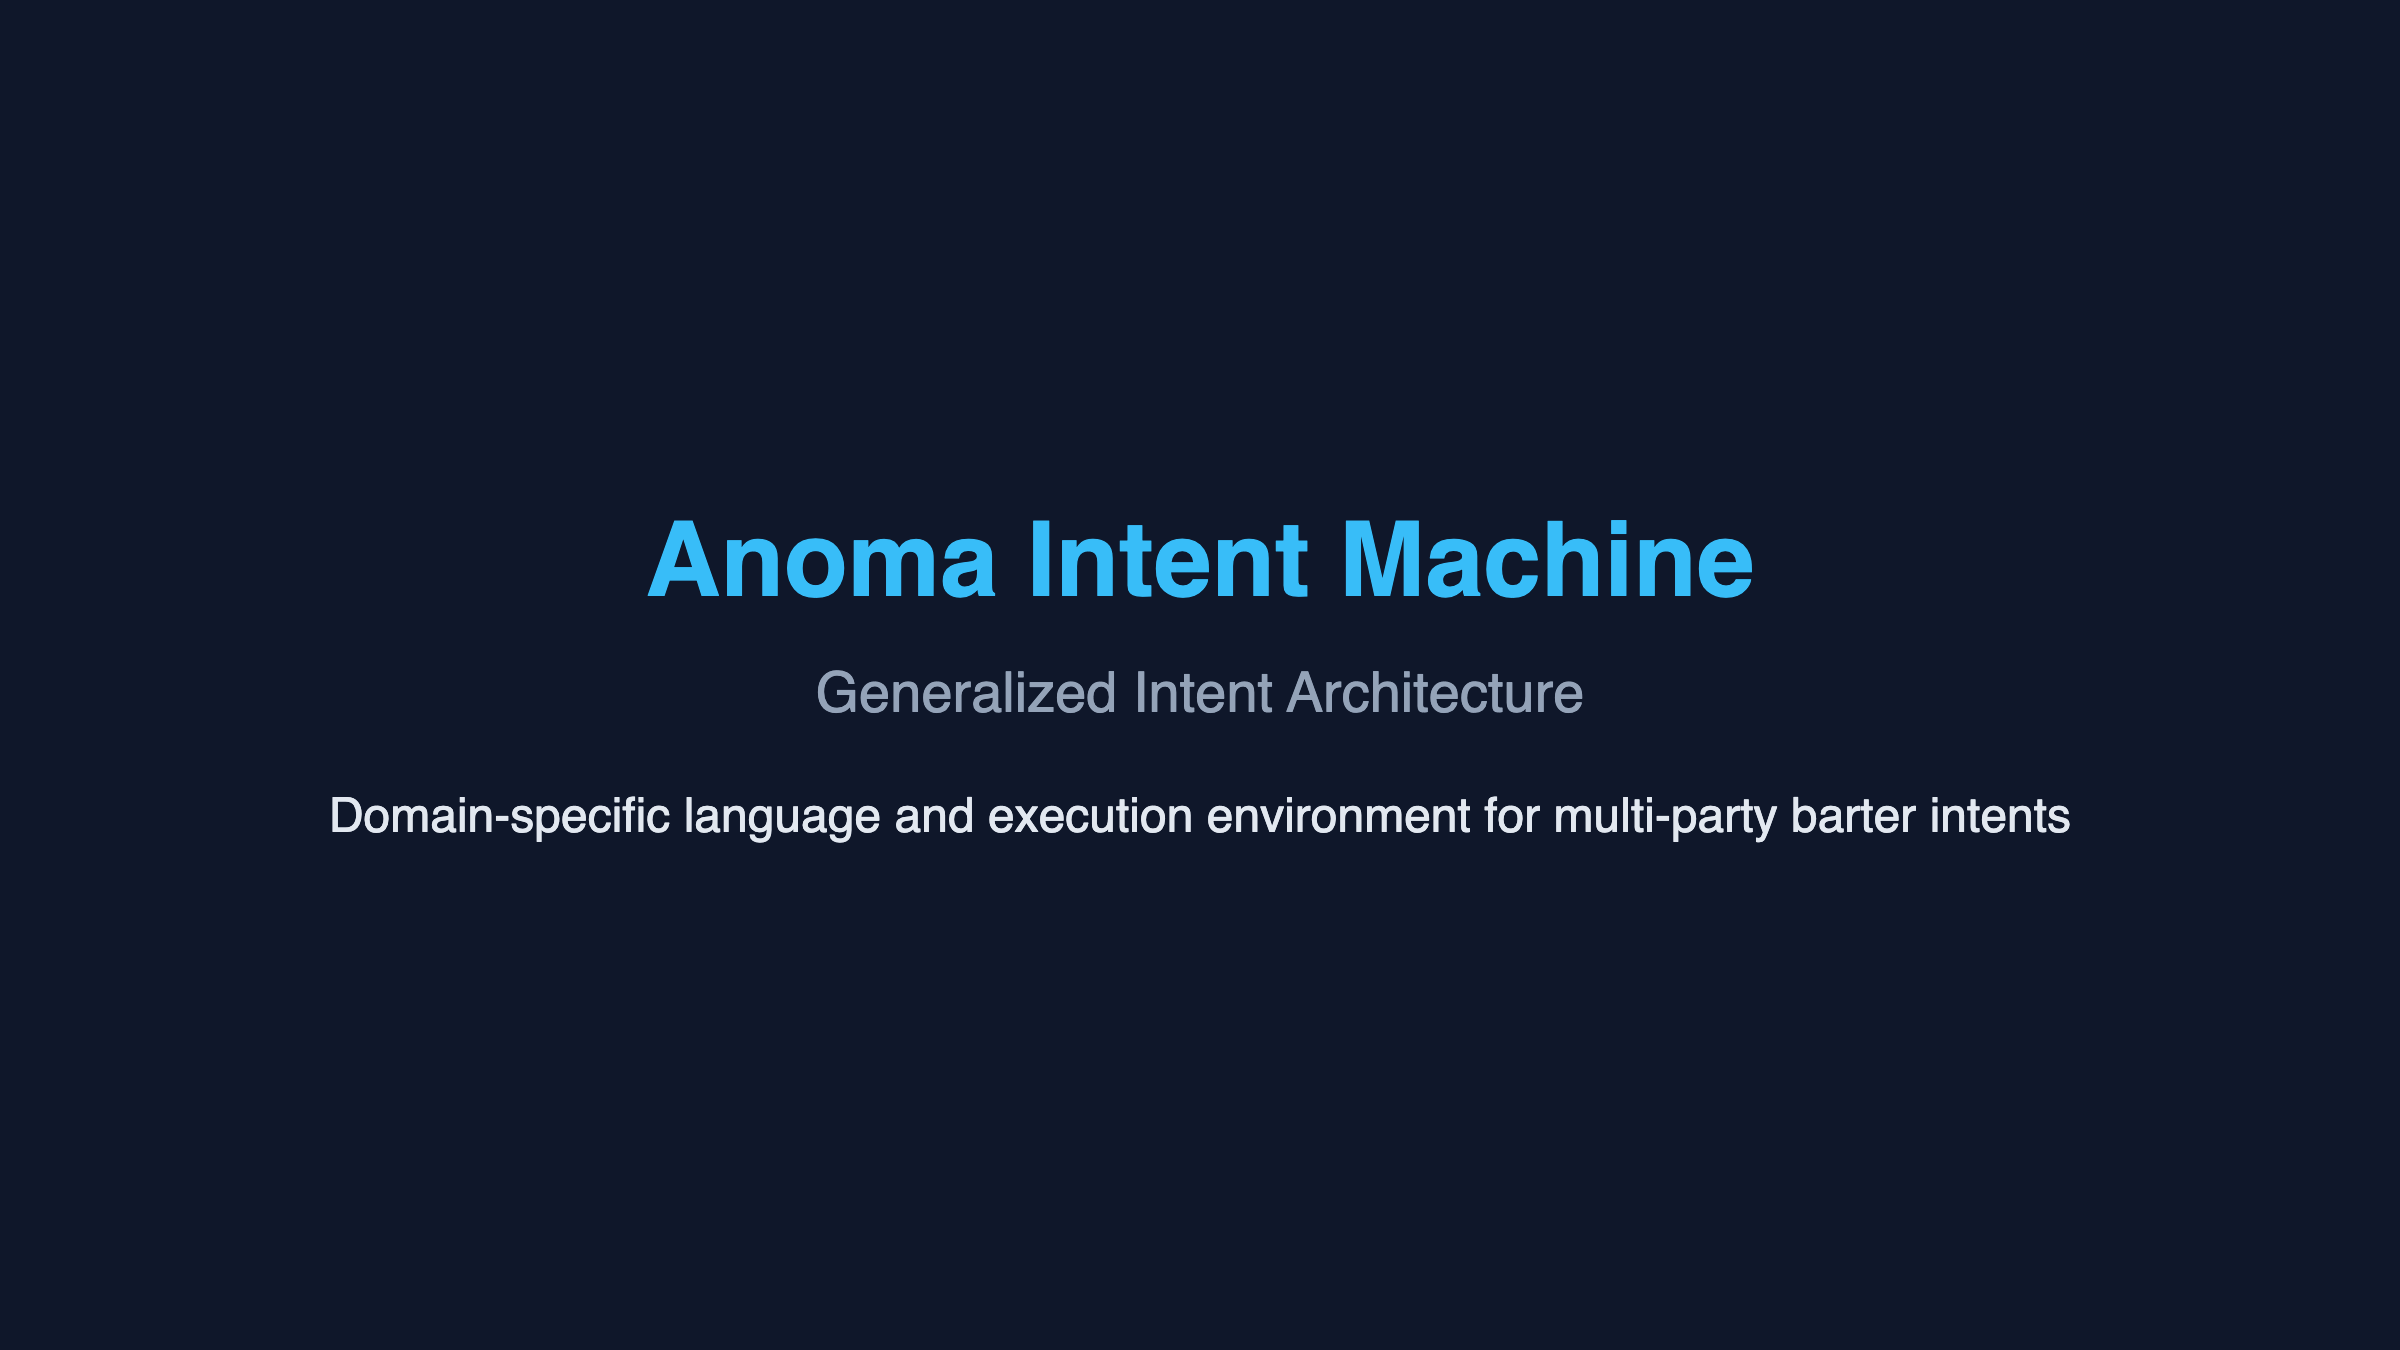 Anoma Intent Machine
Generalized Intent Architecture
Domain-specific language and execution environment for multi-party barter intents